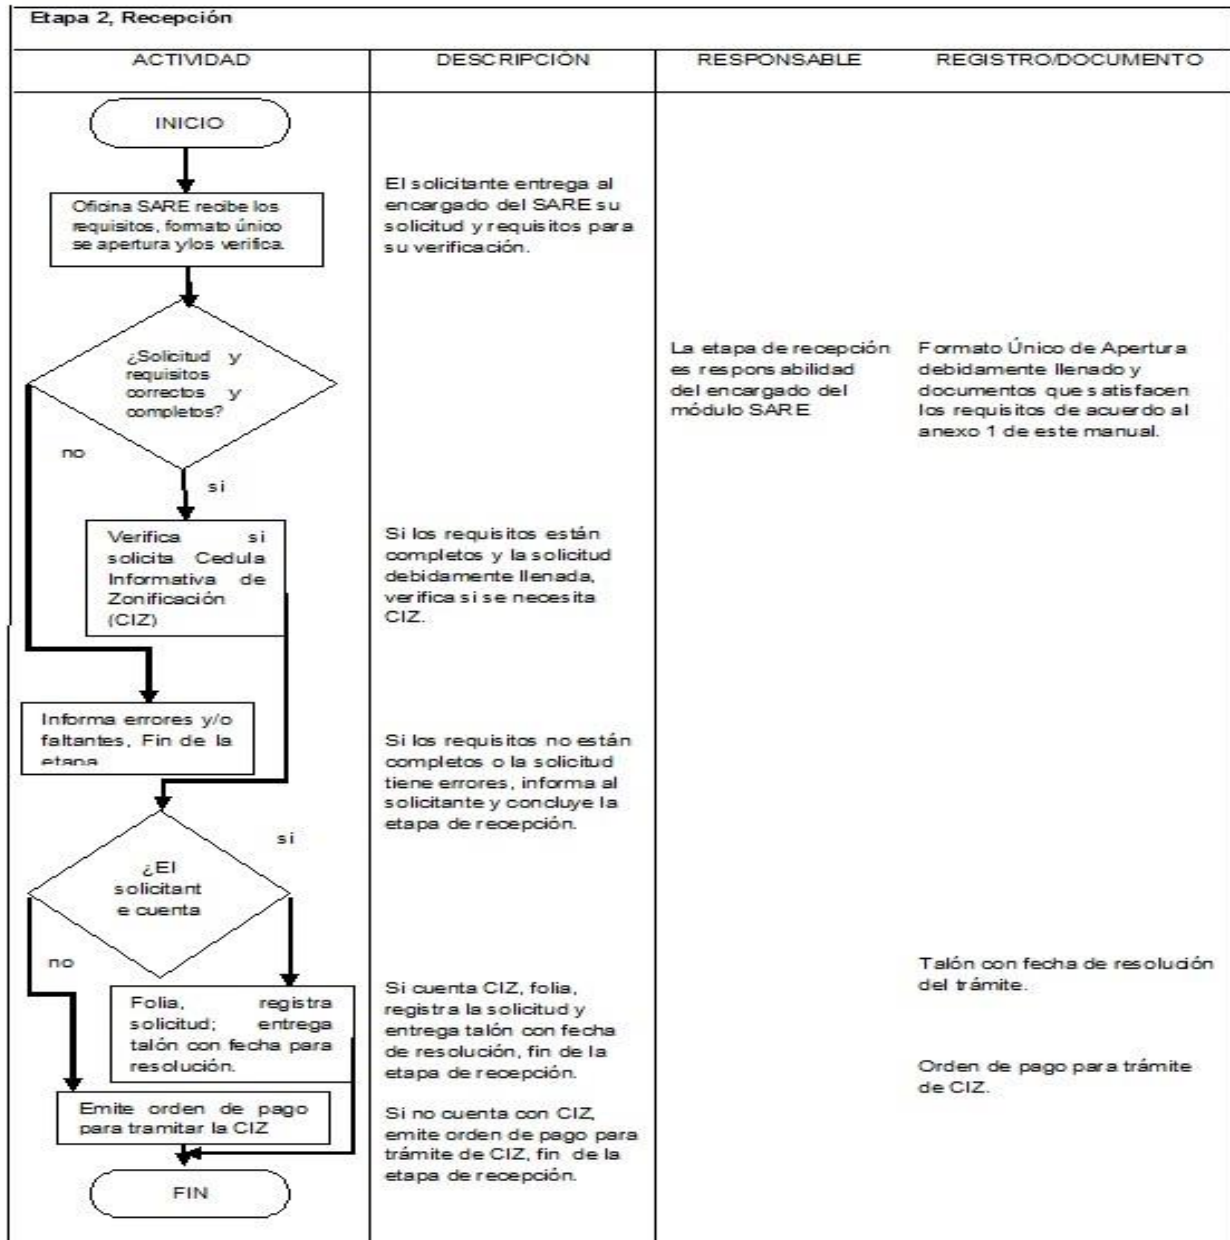 Etapa 2, Recepción
ACTIVIDAD
DESCRIPCIÓN
RESPONSABLE
REGISTRO/DOCUMENTO
INICIO
Oficina SARE recibe los
requisitos, formato único
se apertura ylos verifica.
El solicitante entrega al
encargado del SARE su
solicitud y requisitos para
su verificación.
¿Solicitud y
requisitos
correctos y
completos?
La etapa de recepción
es responsabilidad
del encargado del
módulo SARE
Formato Único de Apertura
debidamente llenado y
documentos que satisfacen
los requisitos de acuerdo al
anexo 1 de este manual.
no
si
Verifica si
solicita Cedula
Informativa de
Zonificación
(CIZ)
Si los requisitos están
completos y la solicitud
debidamente llenada,
verifica si se necesita
CIZ.
Informa errores y/o
faltantes, Fin de la
etapa
Si los requisitos no están
completos o la solicitud
tiene errores, informa al
solicitante y concluye la
etapa de recepción.
si
¿El
solicitant
e cuenta
no
Folia, registra
solicitud; entrega
talón con fecha para
resolución.
Si cuenta CIZ, folia,
registra la solicitud y
entrega talón con fecha
de resolución, fin de la
etapa de recepción.
Talón con fecha de resolución
del trámite.
Orden de pago para trámite
de CIZ.
Emite orden de pago
para tramitar la CIZ
Si no cuenta con CIZ,
emite orden de pago para
trámite de CIZ, fin de la
etapa de recepción.
FIN